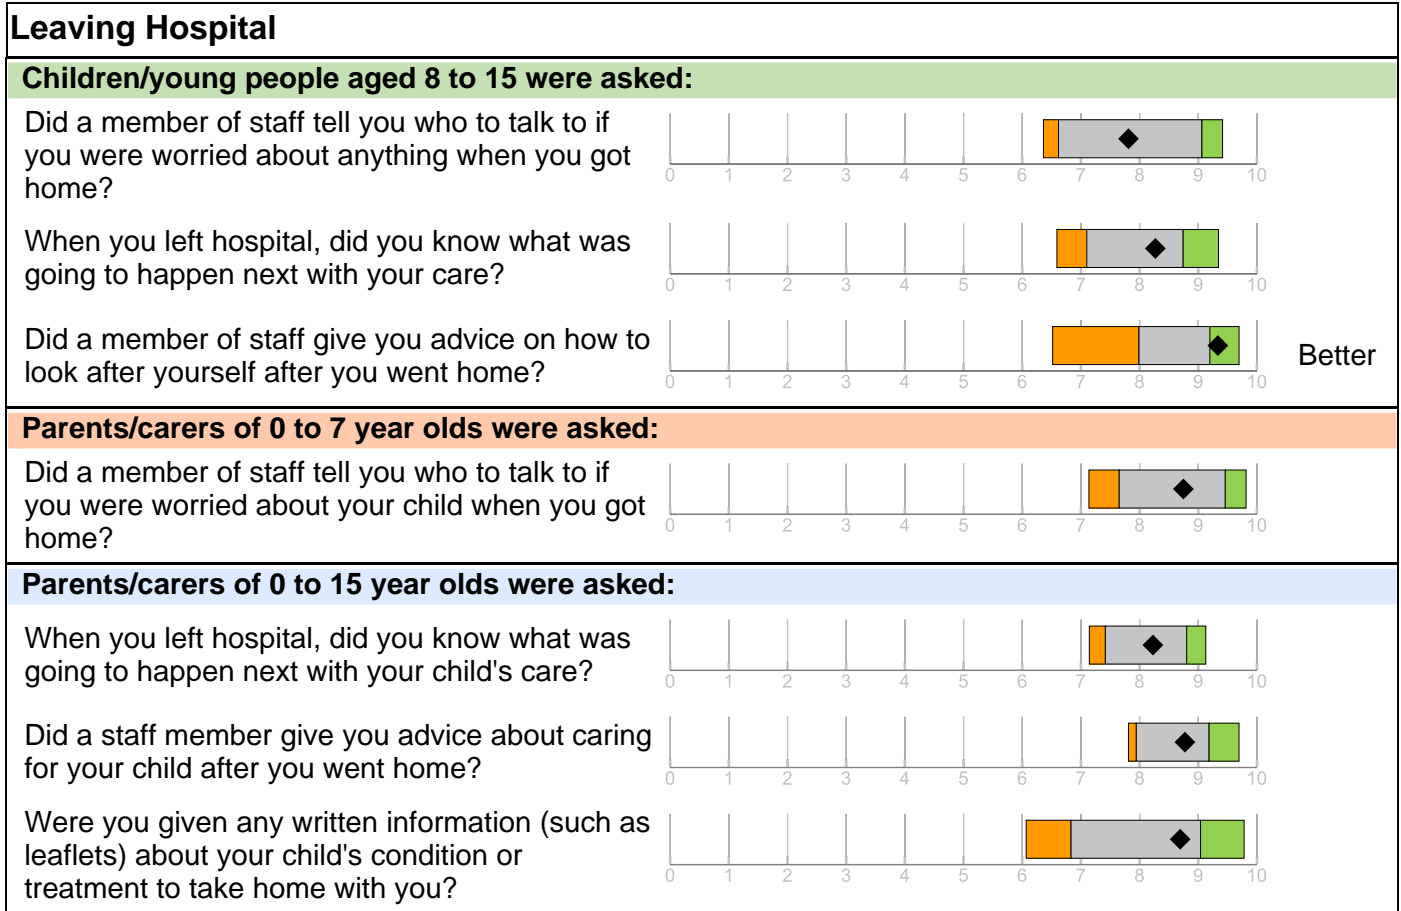 Leaving Hospital
Children/young people aged 8 to 15 were asked:
Did a member of staff tell you who to talk to if
you were worried about anything when you got
home?
0 1 2 3 4 5 6 7 8 9 10
When you left hospital, did you know what was
going to happen next with your care?
0 1 2 3 4 5 6 7 8 9 10
Did a member of staff give you advice on how to
look after yourself after you went home?
0 1 2 3 4 5 6 7 8 9 10
Better
Parents/carers of 0 to 7 year olds were asked:
Did a member of staff tell you who to talk to if
you were worried about your child when you got
home?
0 1 2 3 4 5 6 7 8 9 10
Parents/carers of 0 to 15 year olds were asked:
When you left hospital, did you know what was
going to happen next with your child's care?
0 1 2 3 4 5 6 7 8 9 10
Did a staff member give you advice about caring
for your child after you went home?
0 1 2 3 4 5 6 7 8 9 10
Were you given any written information (such as
leaflets) about your child's condition or
treatment to take home with you?
0 1 2 3 4 5 6 7 8 9 10